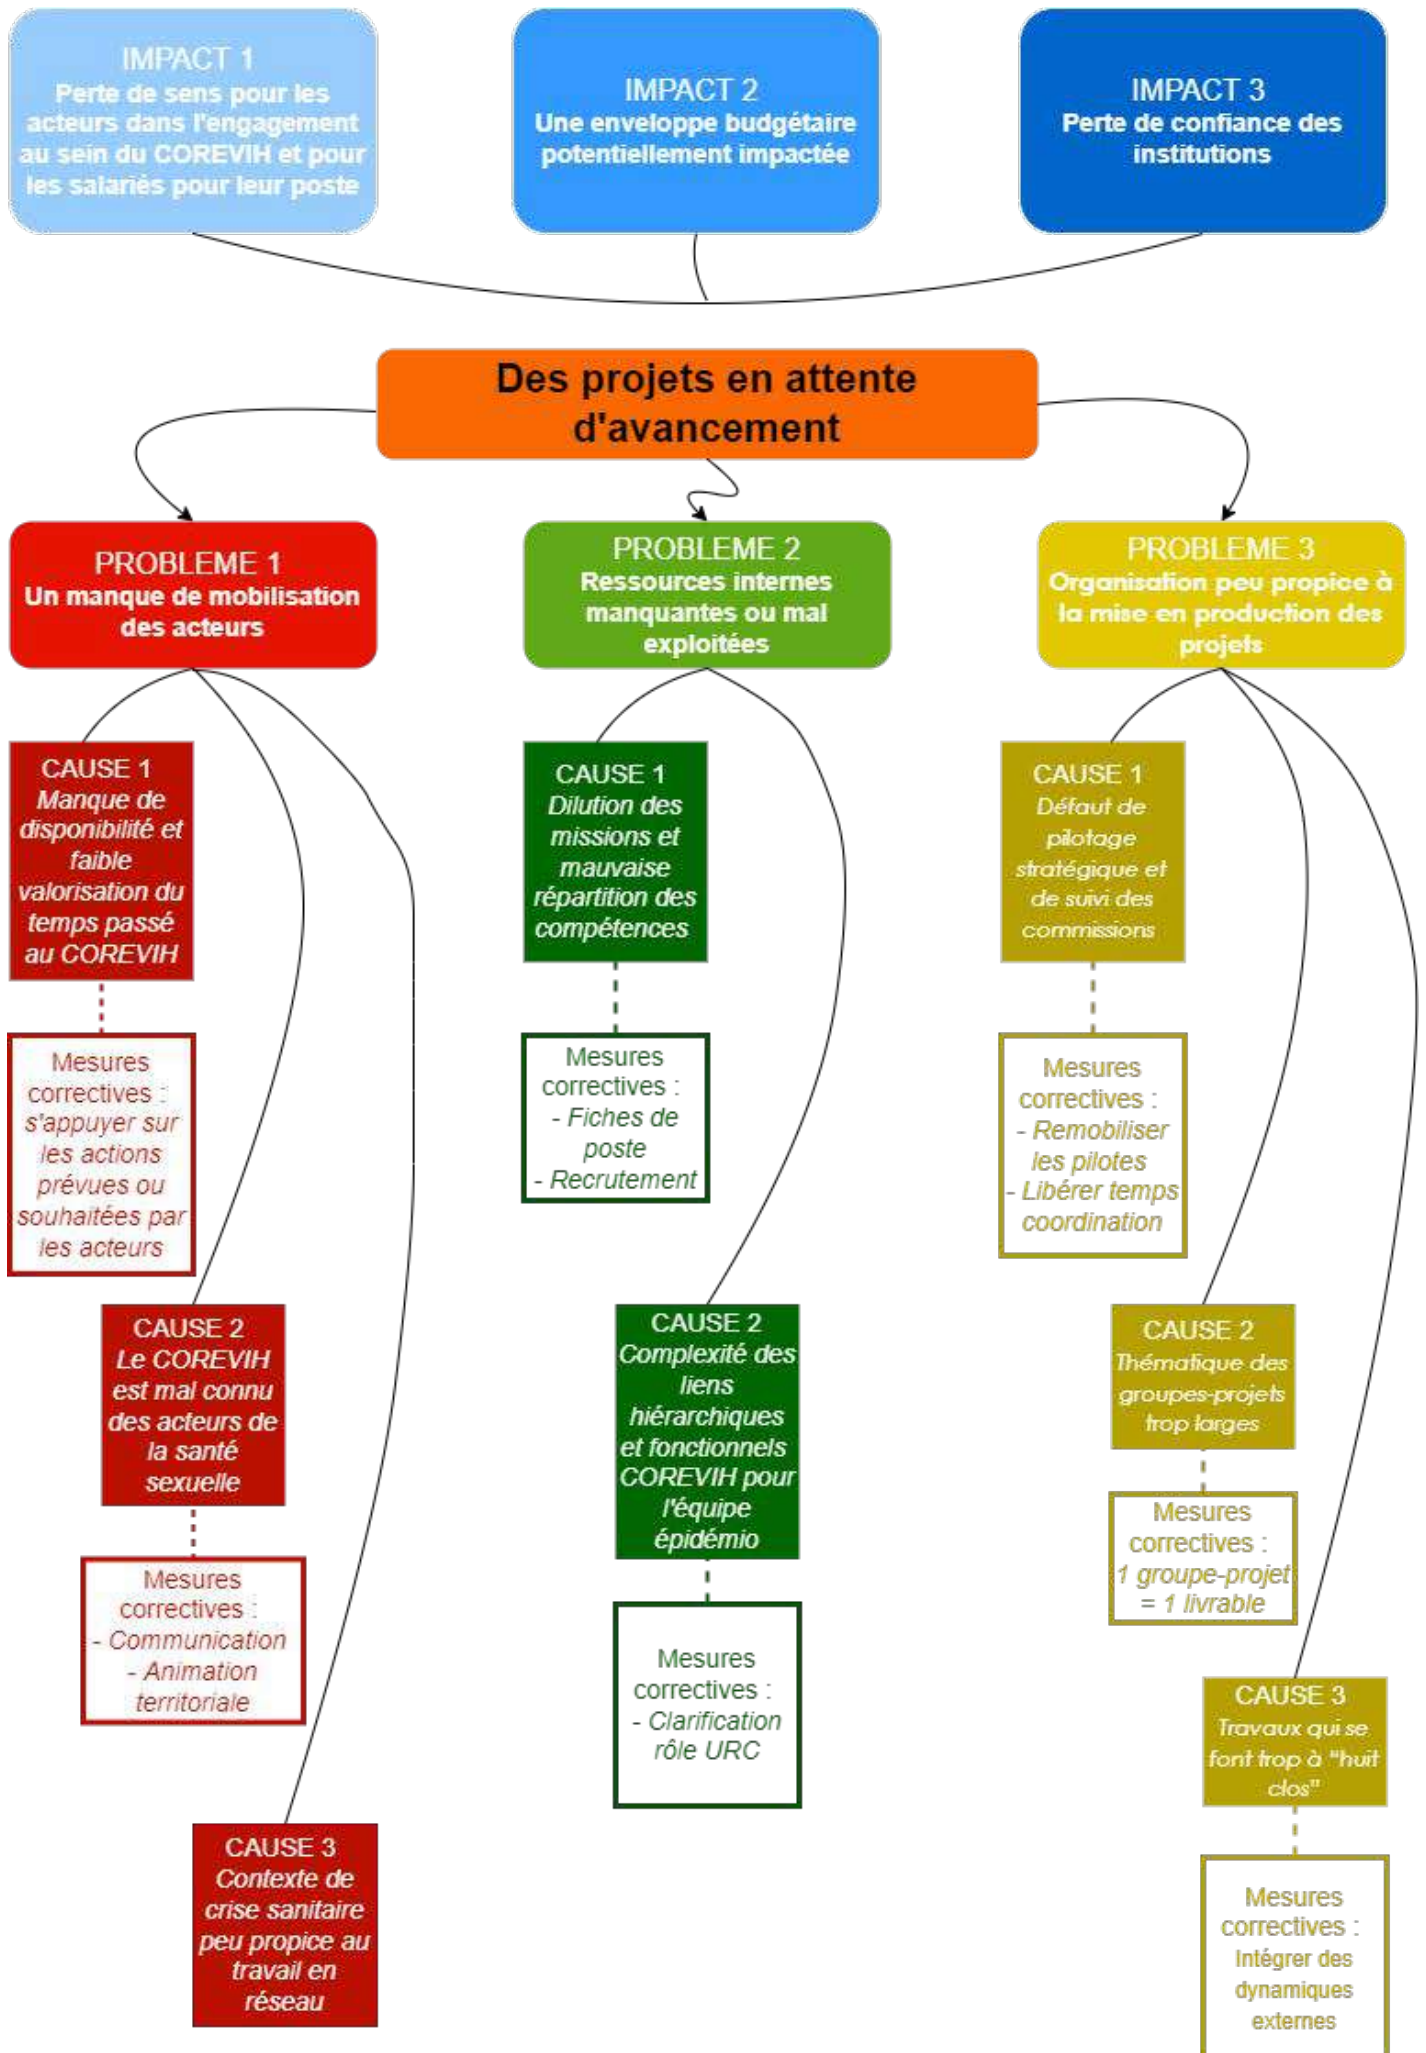 IMPACT 1
Perte de sens pour les
acteurs dans l'engagement
au sein du COREVIH et pour
les salariés pour leur poste
IMPACT 2
Une enveloppe budgétaire
potentiellement impactée
IMPACT 3
Perte de confiance des
institutions
Des projets en attente
d'avancement
PROBLEME 1
Un manque de mobilisation
des acteurs
PROBLEME 2
Ressources internes
manquantes ou mal
exploitées
PROBLEME 3
Organisation peu propice à
la mise en production des
projets
CAUSE 1
Manque de
disponibilité et
faible
valorisation du
temps passé
au COREVIH
Mesures
correctives :
s'appuyer sur
les actions
prévues ou
souhaitées par
les acteurs
CAUSE 2
Le COREVIH
est mal connu
des acteurs de
la santé
sexuelle
Mesures
correctives :
- Communication
- Animation
territoriale
CAUSE 3
Contexte de
crise sanitaire
peu propice au
travail en
réseau
CAUSE 1
Dilution des
missions et
mauvaise
répartition des
compétences
Mesures
correctives :
- Fiches de
poste
- Recrutement
CAUSE 2
Complexité des
liens
hiérarchiques
et fonctionnels
COREVIH pour
l'équipe
épidémio
Mesures
correctives :
- Clarification
rôle URC
CAUSE 1
Défaut de
pilotage
stratégique et
de suivi des
commissions
Mesures
correctives :
- Remobiliser
les pilotes
- Libérer temps
coordination
CAUSE 2
Thématique des
groupes-projets
trop larges
Mesures
correctives :
1 groupe-projet
= 1 livrable
CAUSE 3
Travaux qui se
font trop à "huit
clos"
Mesures
correctives :
Intégrer des
dynamiques
externes